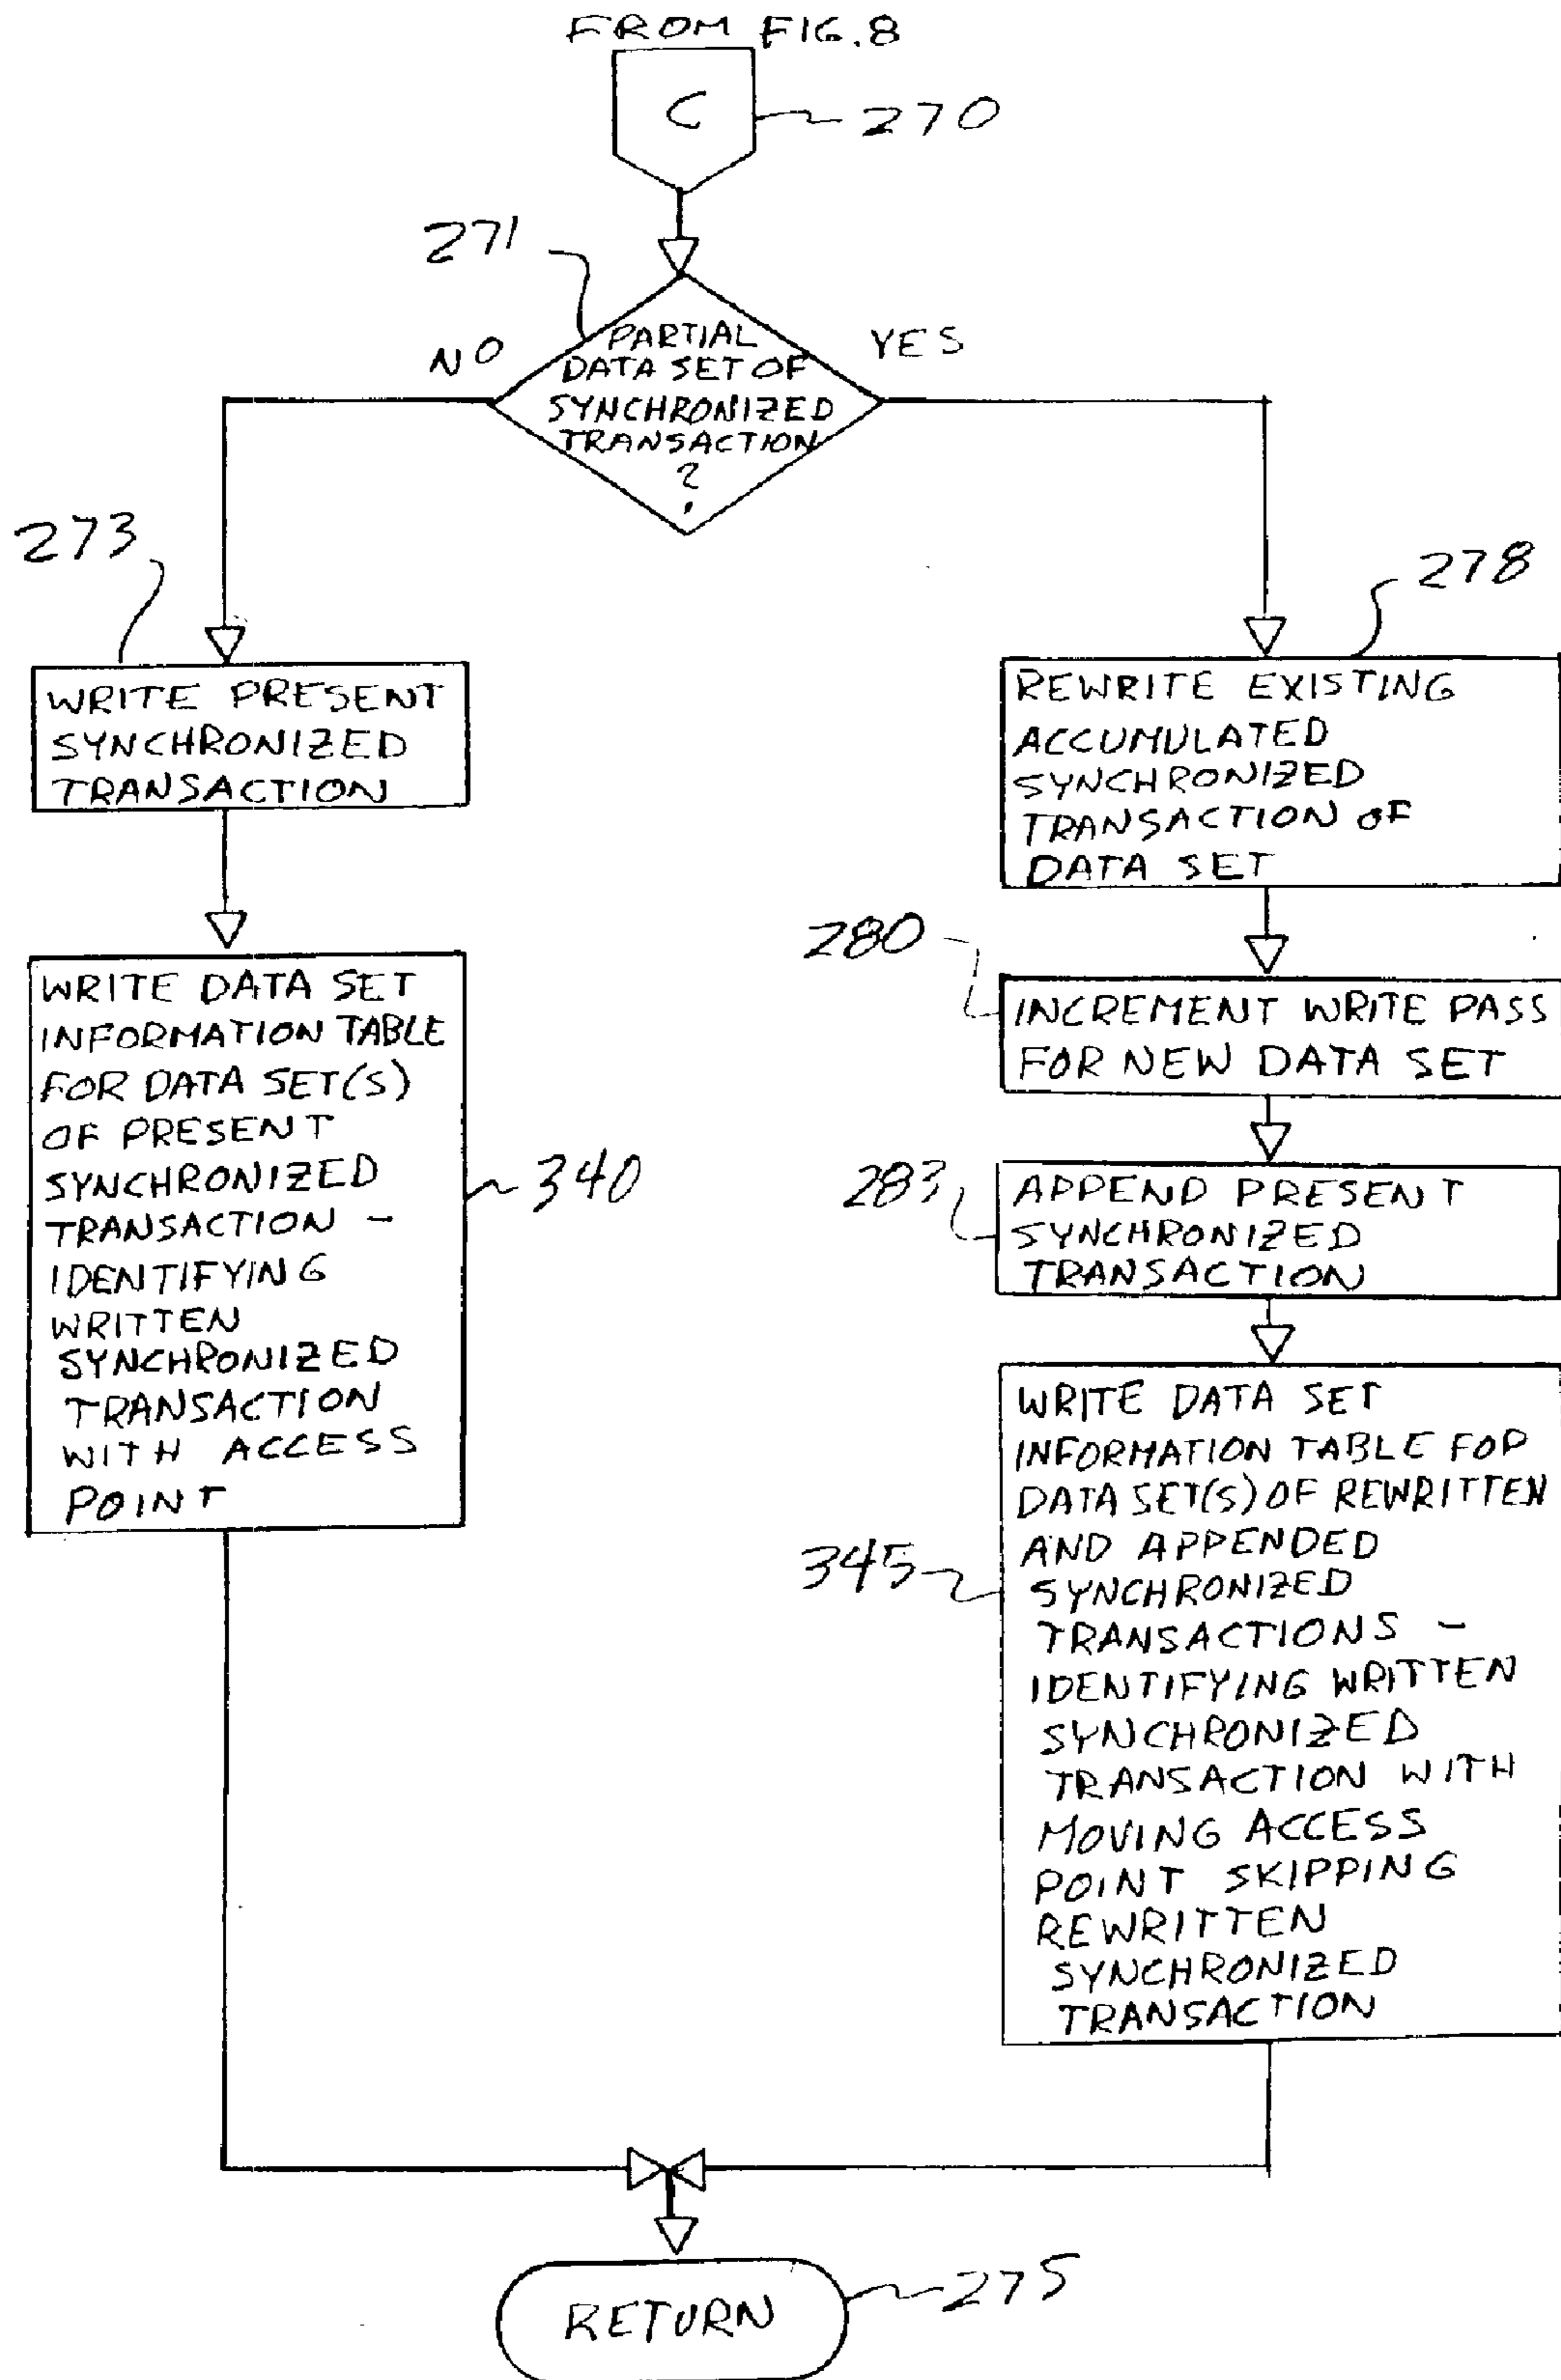 FROM FIG.8
C
270
271
NO
YES
PARTIAL
DATA SET OF
SYNCHRONIZED
TRANSACTION
?
273
WRITE PRESENT
SYNCHRONIZED
TRANSACTION
WRITE DATA SET
INFORMATION TABLE
FOR DATA SET(S)
OF PRESENT
SYNCHRONIZED
TRANSACTION -
IDENTIFYING
WRITTEN
SYNCHRONIZED
TRANSACTION
WITH ACCESS
POINT
340
278
REWRITE EXISTING
ACCUMULATED
SYNCHRONIZED
TRANSACTION OF
DATA SET
280
INCREMENT WRITE PASS
FOR NEW DATA SET
283
APPEND PRESENT
SYNCHRONIZED
TRANSACTION
345
WRITE DATA SET
INFORMATION TABLE FOR
DATA SET(S) OF REWRITTEN
AND APPENDED
SYNCHRONIZED
TRANSACTIONS -
IDENTIFYING WRITTEN
SYNCHRONIZED
TRANSACTION WITH
MOVING ACCESS
POINT SKIPPING
REWRITTEN
SYNCHRONIZED
TRANSACTION
RETURN
275